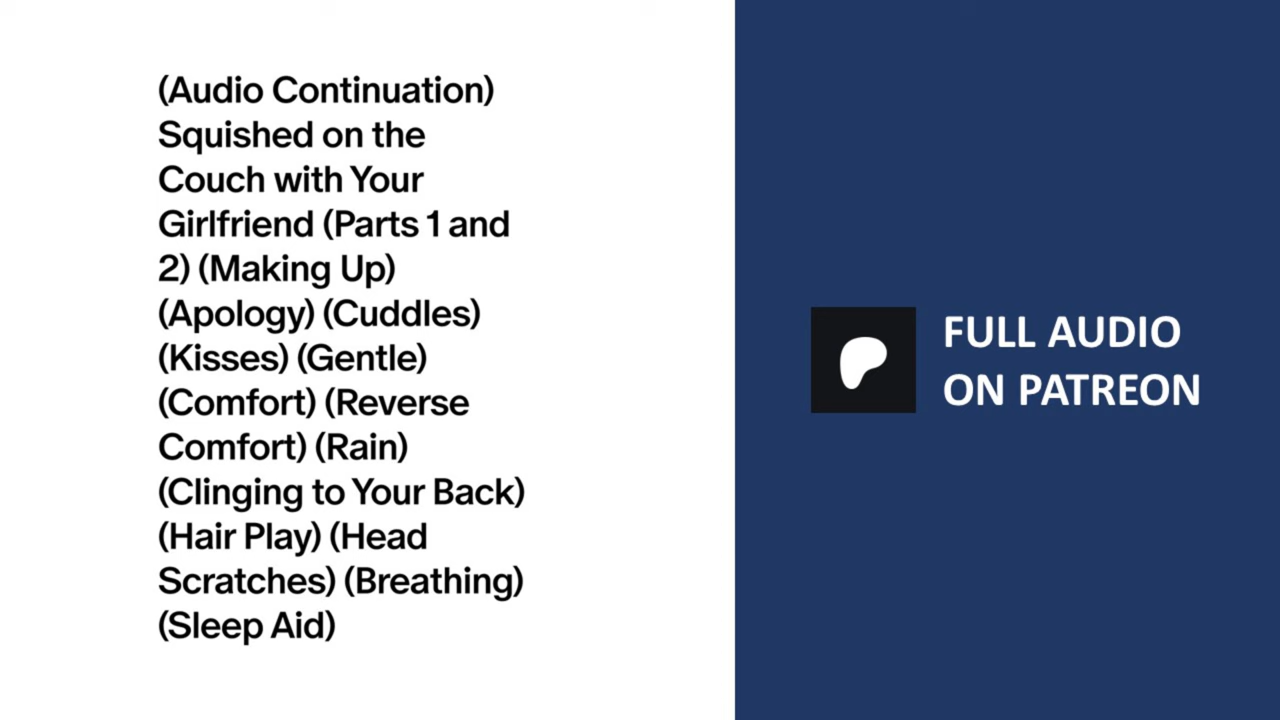 (Audio Continuation)
Squished on the
Couch with Your
Girlfriend (Parts 1 and
2) (Making Up)
(Apology) (Cuddles)
(Kisses) (Gentle)
(Comfort) (Reverse
Comfort) (Rain)
(Clinging to Your Back)
(Hair Play) (Head
Scratches) (Breathing)
(Sleep Aid)
FULL AUDIO
ON PATREON